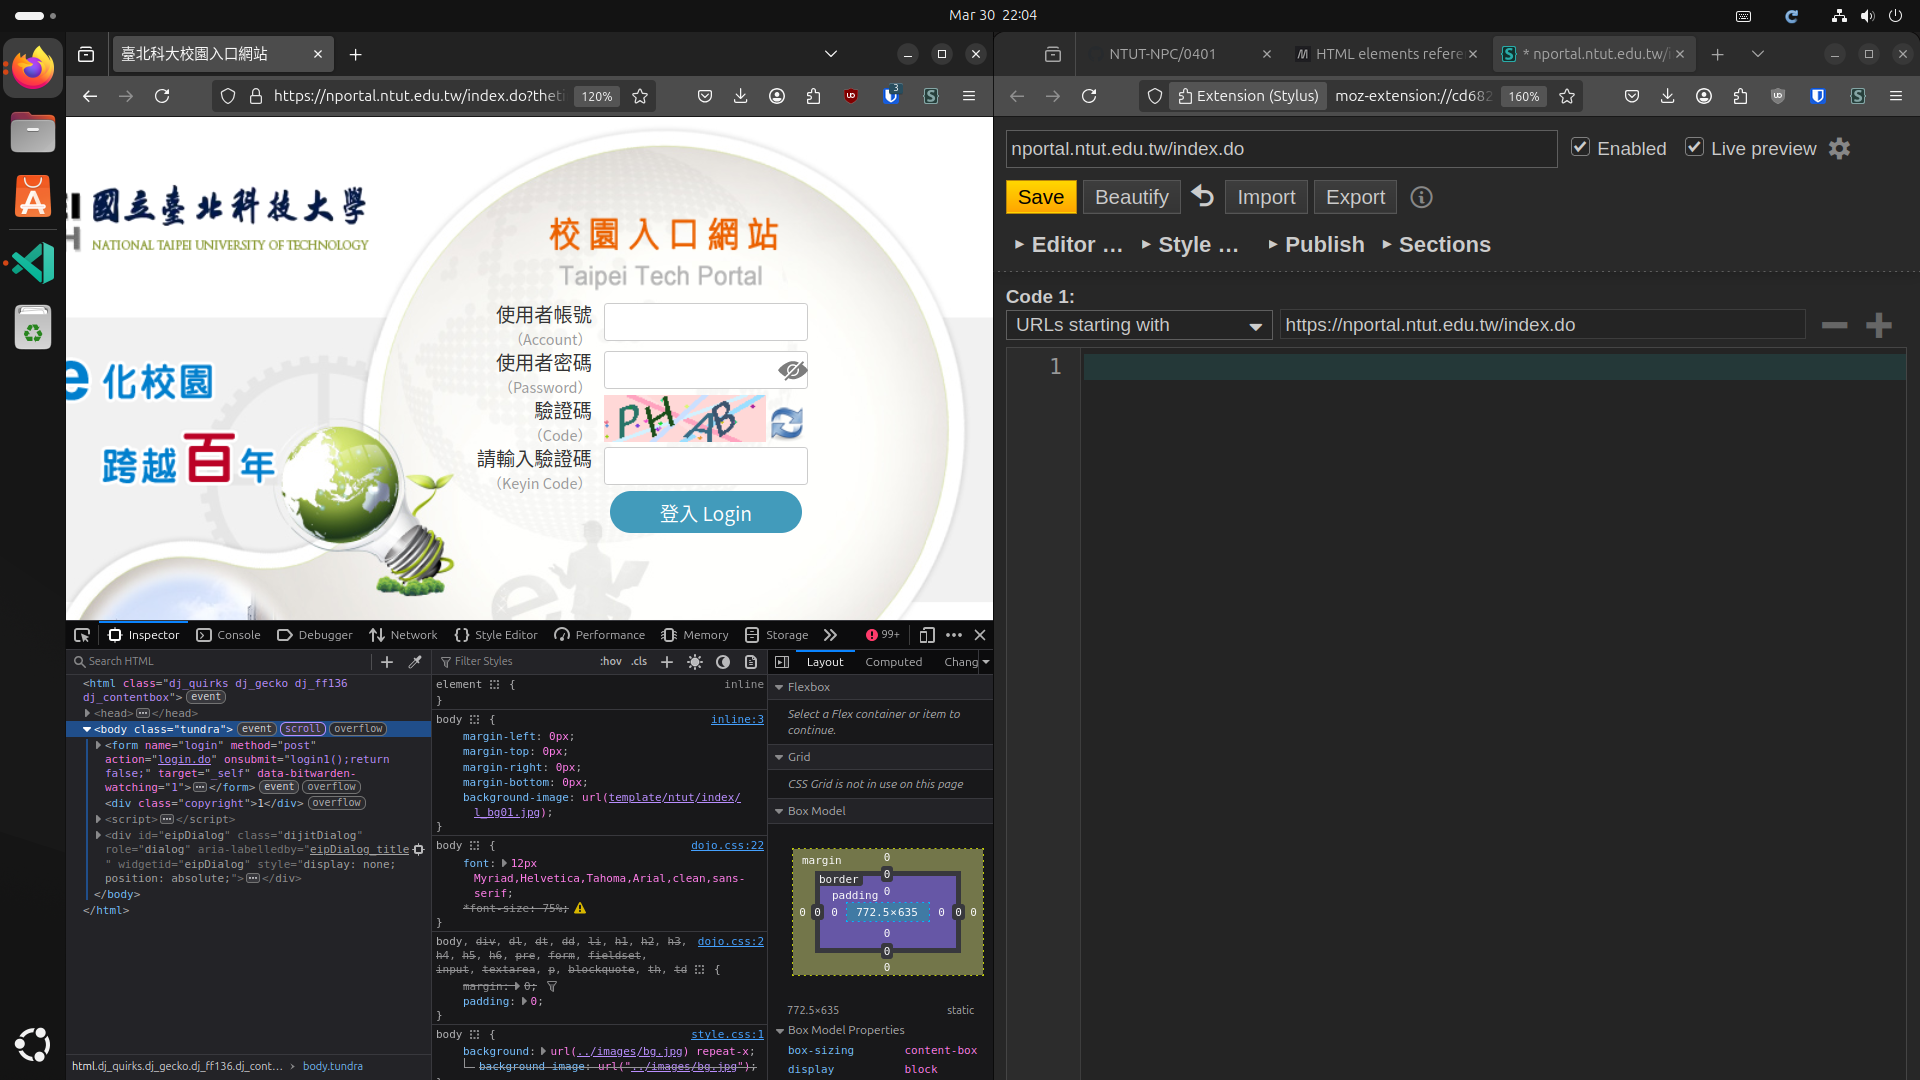 Mar 30 22:04
臺北科大校園入口網站
https://nportal.ntut.edu.tw/index.do?theti
120%
3
國立臺北科技大學
NATIONAL TAIPEI UNIVERSITY OF TECHNOLOGY
校園入口網站
Taipei Tech Portal
使用者帳號
(Account)
使用者密碼
(Password)
驗證碼
(Code)
請輸入驗證碼
(Keyin Code)
登入 Login
e化校園
跨越百年
Inspector
Console
Debugger
Network
Style Editor
Performance
Memory
Storage
99+
Search HTML
<html class="dj_quirks dj_gecko dj_ff136
dj_contentbox"> event
<head></head>
<body class="tundra"> event scroll overflow
<form name="login" method="post"
action="login.do" onsubmit="login1();return
false;" target="_self" data-bitwarden-
watching="1"></form> event overflow
<div class="copyright">1</div> overflow
<script></script>
<div id="eipDialog" class="dijitDialog"
role="dialog" aria-labelledby="eipDialog_title
" widgetid="eipDialog" style="display: none;
position: absolute;"></div>
</body>
</html>
html.dj_quirks.dj_gecko.dj_ff136.dj_cont… > body.tundra
Filter Styles
:hov .cls
element { inline
}
body { inline:3
margin-left: 0px;
margin-top: 0px;
margin-right: 0px;
margin-bottom: 0px;
background-image: url(template/ntut/index/
l_bg01.jpg);
}
body { dojo.css:22
font: 12px
Myriad,Helvetica,Tahoma,Arial,clean,sans-
serif;
*font-size: 75%;
}
body, div, dl, dt, dd, li, h1, h2, h3, dojo.css:2
h4, h5, h6, pre, form, fieldset,
input, textarea, p, blockquote, th, td {
margin: 0;
padding: 0;
}
body { style.css:1
background: url(../images/bg.jpg) repeat-x;
background-image: url("../images/bg.jpg");
Layout
Computed
Chang
Flexbox
Select a Flex container or item to
continue.
Grid
CSS Grid is not in use on this page
Box Model
margin 0
0
border
padding 0
0 0 0 772.5×635 0 0 0
0
0
0
772.5×635 static
Box Model Properties
box-sizing content-box
display block
NTUT-NPC/0401
HTML elements refere
* nportal.ntut.edu.tw/i
Extension (Stylus)
moz-extension://cd682
160%
nportal.ntut.edu.tw/index.do
Enabled
Live preview
Save
Beautify
Import
Export
Editor …
Style …
Publish
Sections
Code 1:
URLs starting with
https://nportal.ntut.edu.tw/index.do
1